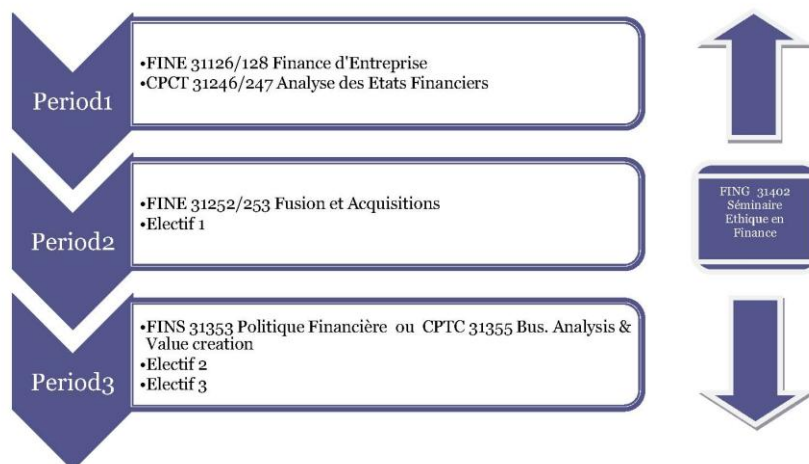 Period1
•FINE 31126/128 Finance d'Entreprise
•CPCT 31246/247 Analyse des Etats Financiers
Period2
•FINE 31252/253 Fusion et Acquisitions
•Electif 1
Period3
•FINS 31353 Politique Financière ou CPTC 31355 Bus. Analysis &
Value creation
•Electif 2
•Electif 3
FING 31402
Séminaire
Ethique en
Finance